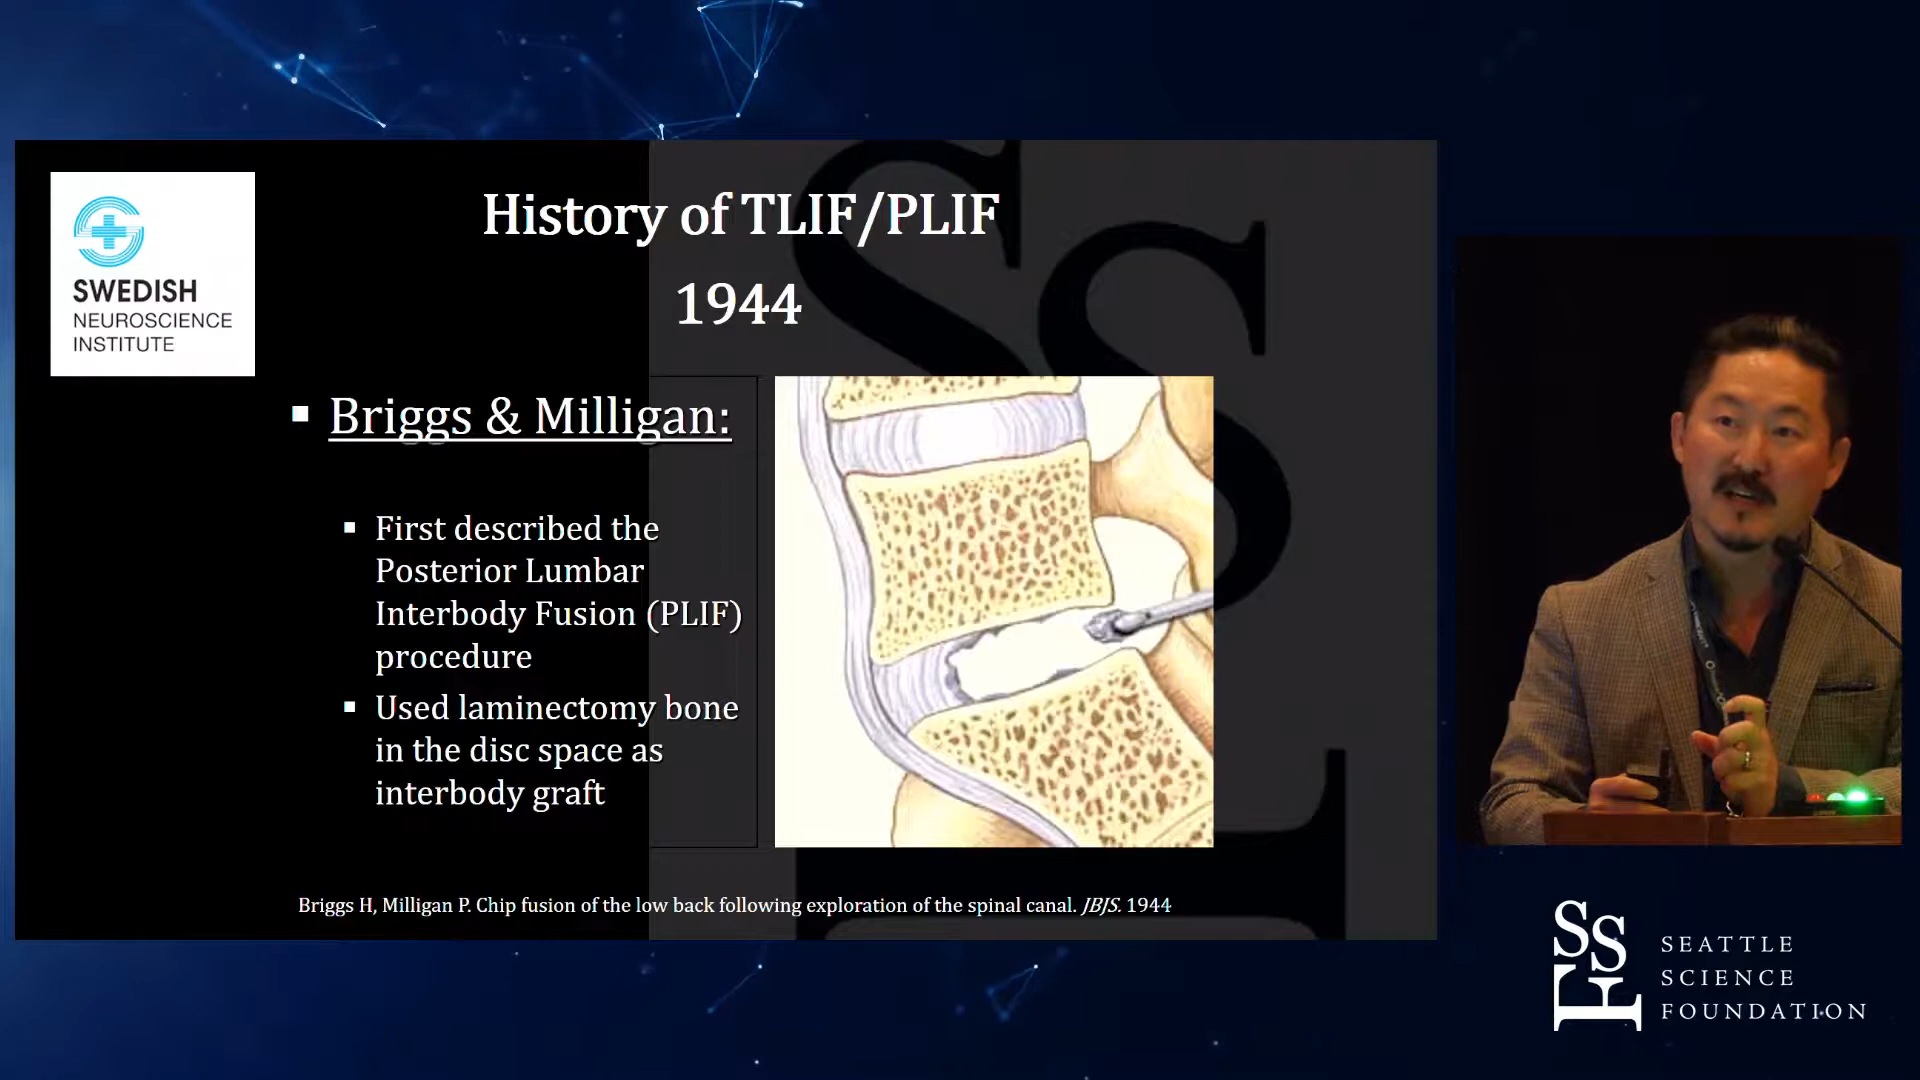 SWEDISH
NEUROSCIENCE
INSTITUTE
History of TLIF/PLIF
1944
▪ Briggs & Milligan:
▪ First described the
Posterior Lumbar
Interbody Fusion (PLIF)
procedure
▪ Used laminectomy bone
in the disc space as
interbody graft
Briggs H, Milligan P. Chip fusion of the low back following exploration of the spinal canal. JBJS. 1944
SSF
SEATTLE
SCIENCE
FOUNDATION